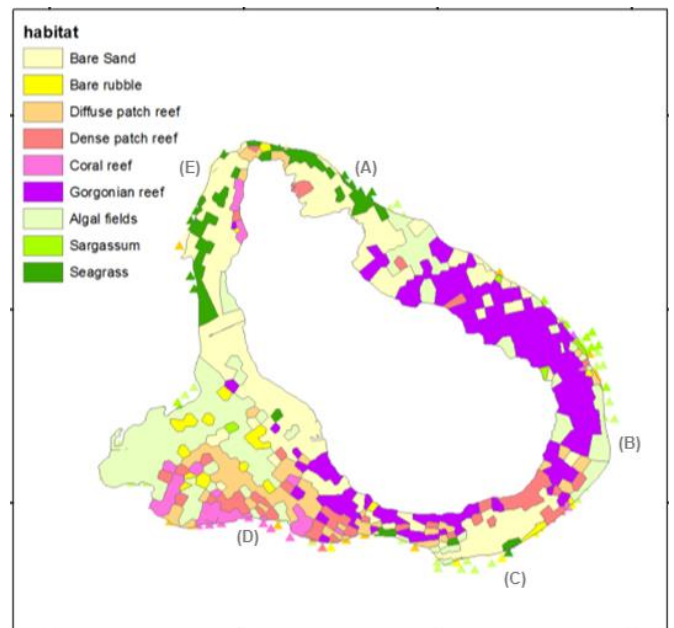 habitat
Bare Sand
Bare rubble
Diffuse patch reef
Dense patch reef
Coral reef
Gorgonian reef
Algal fields
Sargassum
Seagrass
(E)
(A)
(B)
(D)
(C)